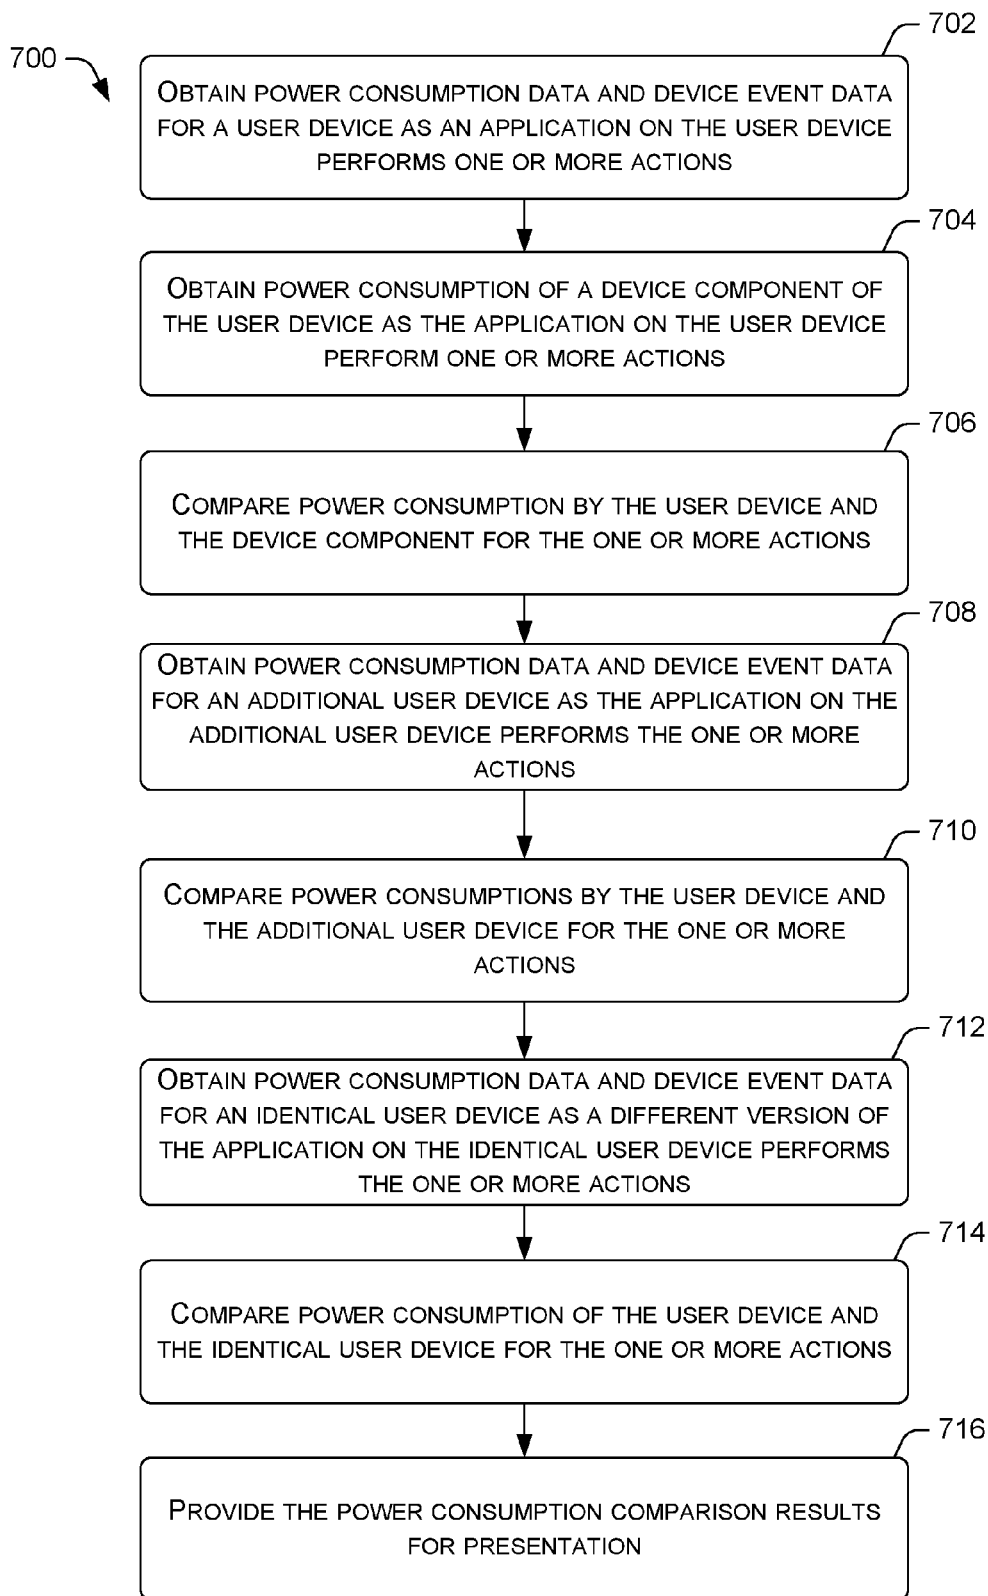 700
702
OBTAIN POWER CONSUMPTION DATA AND DEVICE EVENT DATA
FOR A USER DEVICE AS AN APPLICATION ON THE USER DEVICE
PERFORMS ONE OR MORE ACTIONS
704
OBTAIN POWER CONSUMPTION OF A DEVICE COMPONENT OF
THE USER DEVICE AS THE APPLICATION ON THE USER DEVICE
PERFORM ONE OR MORE ACTIONS
706
COMPARE POWER CONSUMPTION BY THE USER DEVICE AND
THE DEVICE COMPONENT FOR THE ONE OR MORE ACTIONS
708
OBTAIN POWER CONSUMPTION DATA AND DEVICE EVENT DATA
FOR AN ADDITIONAL USER DEVICE AS THE APPLICATION ON THE
ADDITIONAL USER DEVICE PERFORMS THE ONE OR MORE
ACTIONS
710
COMPARE POWER CONSUMPTIONS BY THE USER DEVICE AND
THE ADDITIONAL USER DEVICE FOR THE ONE OR MORE
ACTIONS
712
OBTAIN POWER CONSUMPTION DATA AND DEVICE EVENT DATA
FOR AN IDENTICAL USER DEVICE AS A DIFFERENT VERSION OF
THE APPLICATION ON THE IDENTICAL USER DEVICE PERFORMS
THE ONE OR MORE ACTIONS
714
COMPARE POWER CONSUMPTION OF THE USER DEVICE AND
THE IDENTICAL USER DEVICE FOR THE ONE OR MORE ACTIONS
716
PROVIDE THE POWER CONSUMPTION COMPARISON RESULTS
FOR PRESENTATION